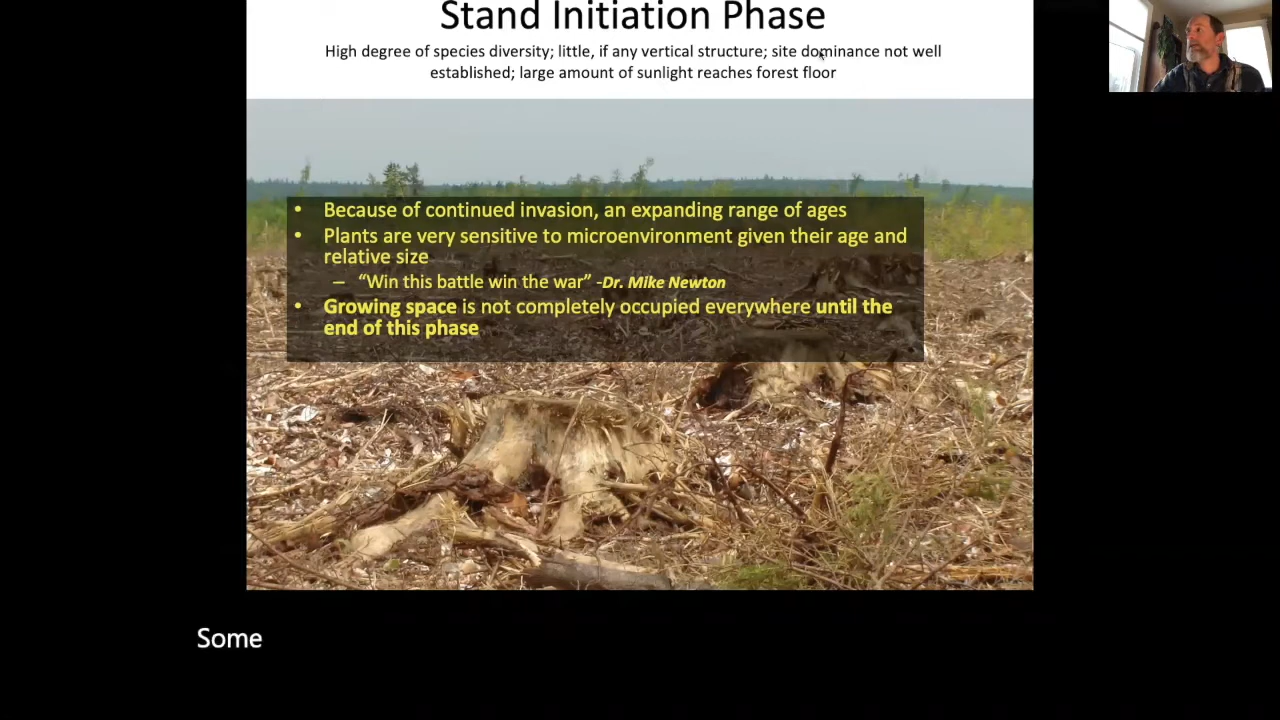 Stand Initiation Phase
High degree of species diversity; little, if any vertical structure; site dominance not well
established; large amount of sunlight reaches forest floor
• Because of continued invasion, an expanding range of ages
• Plants are very sensitive to microenvironment given their age and
relative size
– “Win this battle win the war” -Dr. Mike Newton
• Growing space is not completely occupied everywhere until the
end of this phase
Some